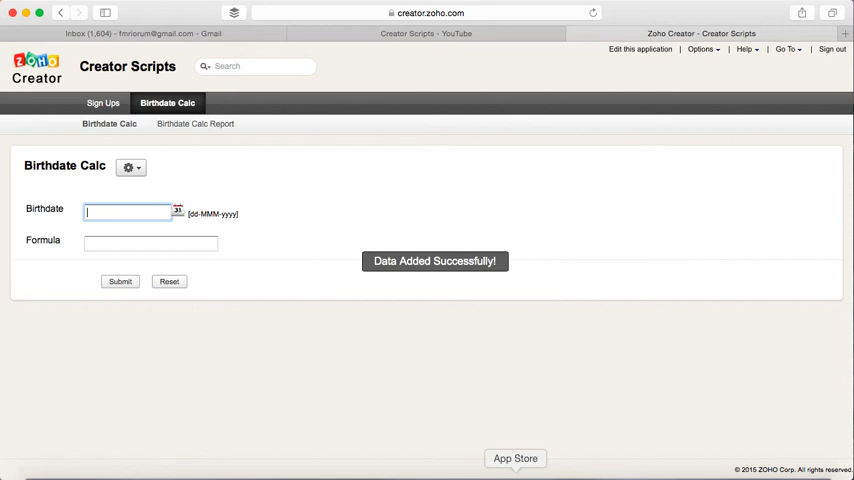 creator.zoho.com
Inbox (1,604) - fmriorum@gmail.com - Gmail
Creator Scripts - YouTube
Zoho Creator - Creator Scripts
+
Edit this application | Options | Help | Go To | Sign out
ZOHO
Creator
Creator Scripts
Search
Sign Ups
Birthdate Calc
Birthdate Calc
Birthdate Calc Report
Birthdate Calc
Birthdate
31
[dd-MMM-yyyy]
Formula
Data Added Successfully!
Submit
Reset
App Store
© 2015 ZOHO Corp. All rights reserved.